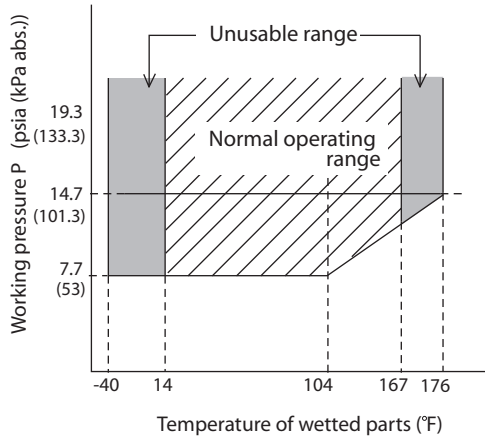 Unusable range
Working pressure P (psia (kPa abs.))
19.3
(133.3)
Normal operating
range
14.7
(101.3)
7.7
(53)
-40 14 104 167 176
Temperature of wetted parts (°F)